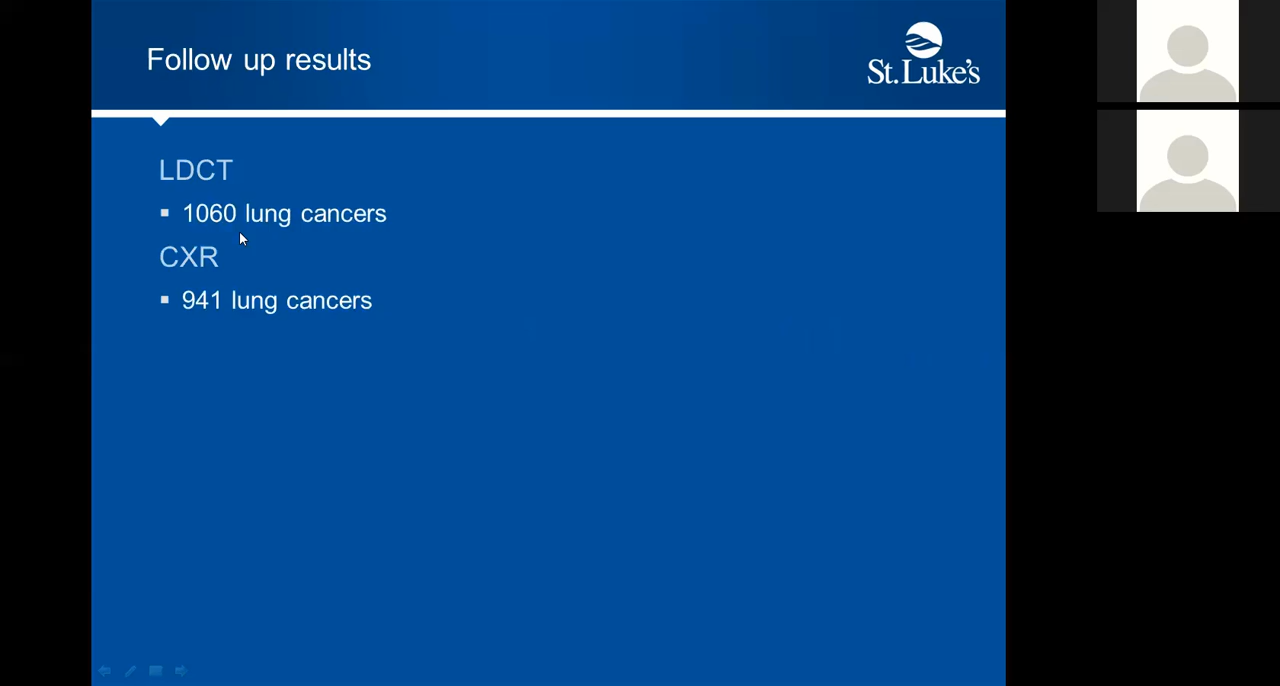 Follow up results
St. Luke's
LDCT
▪ 1060 lung cancers
CXR
▪ 941 lung cancers